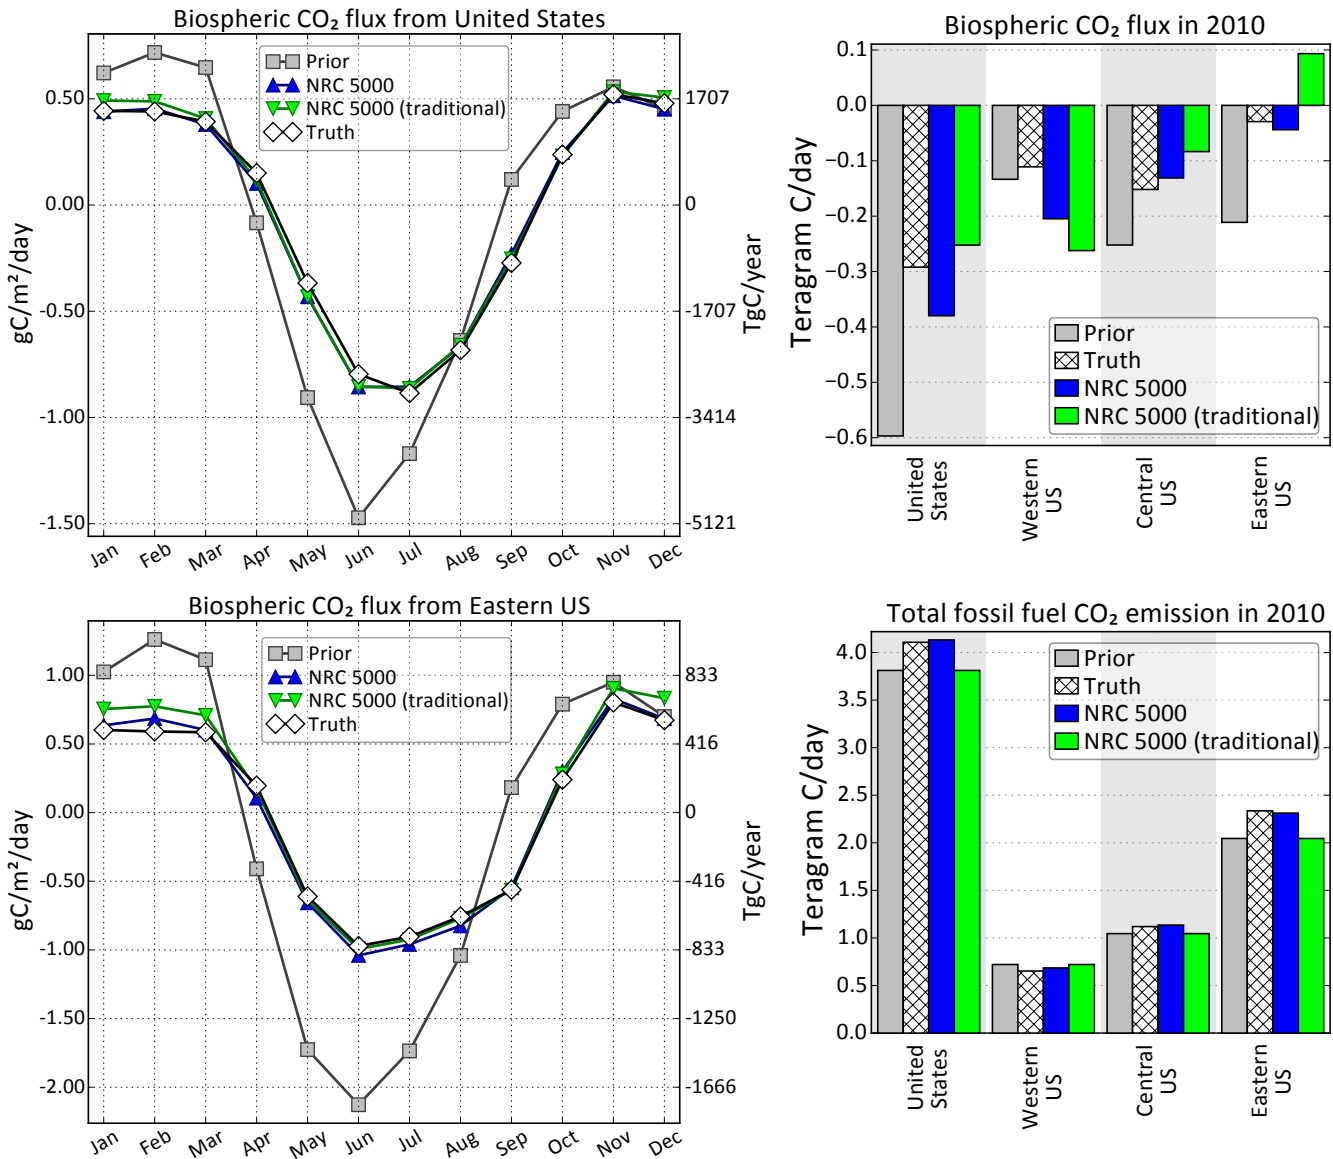 Biospheric CO₂ flux from United States
gC/m²/day
0.50
0.00
-0.50
-1.00
-1.50
Prior
NRC 5000
NRC 5000 (traditional)
Truth
1707
0
-1707
-3414
-5121
TgC/year
Jan Feb Mar Apr May Jun Jul Aug Sep Oct Nov Dec
Biospheric CO₂ flux in 2010
Teragram C/day
0.1
0.0
−0.1
−0.2
−0.3
−0.4
−0.5
−0.6
Prior
Truth
NRC 5000
NRC 5000 (traditional)
United
States
Western
US
Central
US
Eastern
US
Biospheric CO₂ flux from Eastern US
gC/m²/day
1.00
0.50
0.00
-0.50
-1.00
-1.50
-2.00
Prior
NRC 5000
NRC 5000 (traditional)
Truth
833
416
0
-416
-833
-1250
-1666
TgC/year
Jan Feb Mar Apr May Jun Jul Aug Sep Oct Nov Dec
Total fossil fuel CO₂ emission in 2010
Teragram C/day
4.0
3.5
3.0
2.5
2.0
1.5
1.0
0.5
0.0
Prior
Truth
NRC 5000
NRC 5000 (traditional)
United
States
Western
US
Central
US
Eastern
US